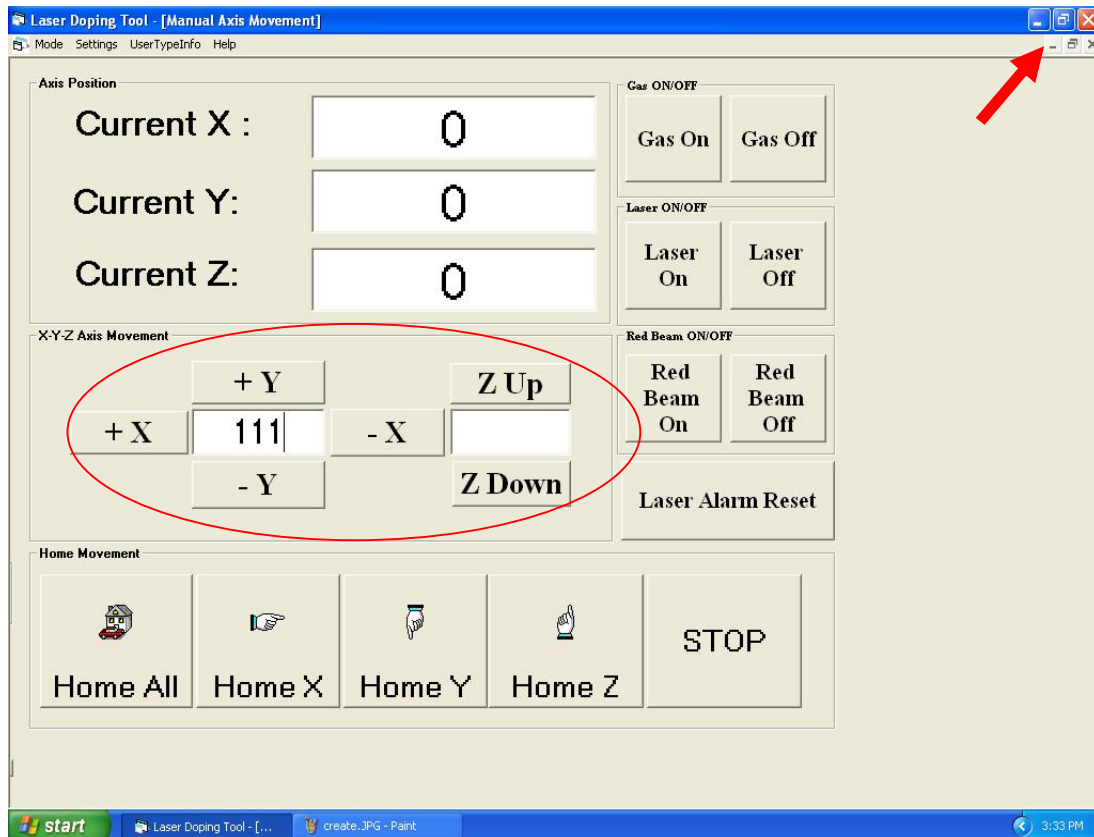 Laser Doping Tool - [Manual Axis Movement]
Mode Settings UserTypeInfo Help
Axis Position
Current X : 0
Current Y: 0
Current Z: 0
Gas ON/OFF
Gas On Gas Off
Laser ON/OFF
Laser On
Laser Off
X-Y-Z Axis Movement
+ Y Z Up
+ X 111 - X
- Y Z Down
Red Beam ON/OFF
Red Beam On
Red Beam Off
Laser Alarm Reset
Home Movement
Home All Home X Home Y Home Z STOP
start Laser Doping Tool - [... create.JPG - Paint 3:33 PM